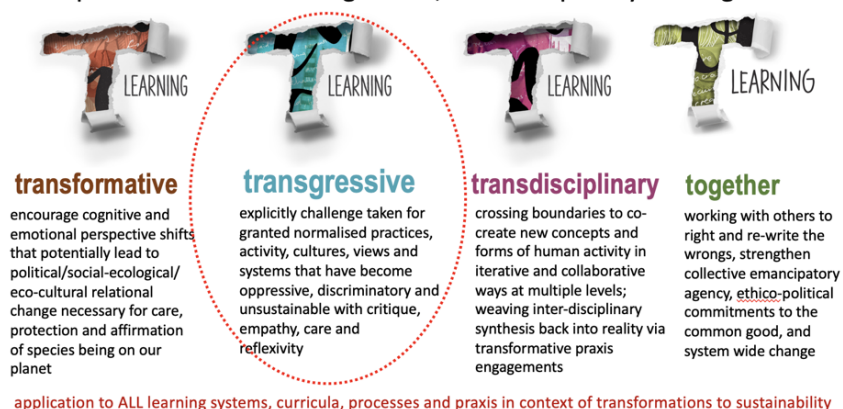 LEARNING
LEARNING
LEARNING
LEARNING
transformative
encourage cognitive and
emotional perspective shifts
that potentially lead to
political/social-ecological/
eco-cultural relational
change necessary for care,
protection and affirmation
of species being on our
planet
transgressive
explicitly challenge taken for
granted normalised practices,
activity, cultures, views and
systems that have become
oppressive, discriminatory and
unsustainable with critique,
empathy, care and
reflexivity
transdisciplinary
crossing boundaries to co-
create new concepts and
forms of human activity in
iterative and collaborative
ways at multiple levels;
weaving inter-disciplinary
synthesis back into reality via
transformative praxis
engagements
together
working with others to
right and re-write the
wrongs, strengthen
collective emancipatory
agency, ethico-political
commitments to the
common good, and
system wide change
application to ALL learning systems, curricula, processes and praxis in context of transformations to sustainability